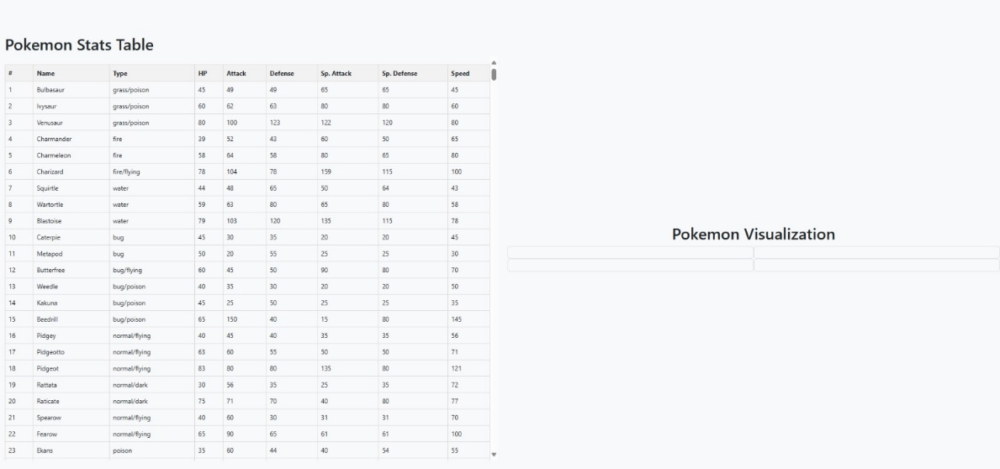 Pokemon Stats Table
# Name Type HP Attack Defense Sp. Attack Sp. Defense Speed
1 Bulbasaur grass/poison 45 49 49 65 65 45
2 Ivysaur grass/poison 60 62 63 80 80 60
3 Venusaur grass/poison 80 100 123 122 120 80
4 Charmander fire 39 52 43 60 50 65
5 Charmeleon fire 58 64 58 80 65 80
6 Charizard fire/flying 78 104 78 159 115 100
7 Squirtle water 44 48 65 50 64 43
8 Wartortle water 59 63 80 65 80 58
9 Blastoise water 79 103 120 135 115 78
10 Caterpie bug 45 30 35 20 20 45
11 Metapod bug 50 20 55 25 25 30
12 Butterfree bug/flying 60 45 50 90 80 70
13 Weedle bug/poison 40 35 30 20 20 50
14 Kakuna bug/poison 45 25 50 25 25 35
15 Beedrill bug/poison 65 150 40 15 80 145
16 Pidgey normal/flying 40 45 40 35 35 56
17 Pidgeotto normal/flying 63 60 55 50 50 71
18 Pidgeot normal/flying 83 80 80 135 80 121
19 Rattata normal/dark 30 56 35 25 35 72
20 Raticate normal/dark 75 71 70 40 80 77
21 Spearow normal/flying 40 60 30 31 31 70
22 Fearow normal/flying 65 90 65 61 61 100
23 Ekans poison 35 60 44 40 54 55
Pokemon Visualization